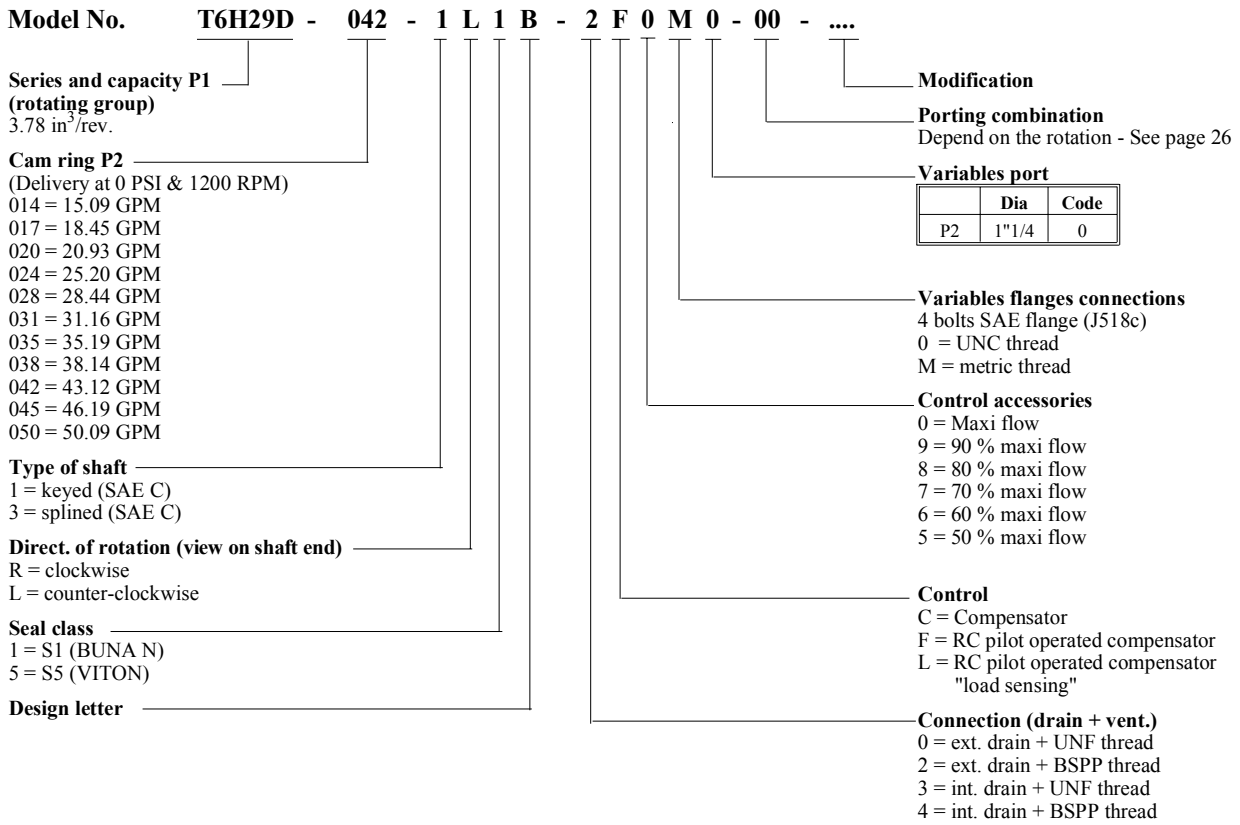 Model No. T6H29D - 042 - 1 L 1 B - 2 F 0 M 0 - 00 - ....
Series and capacity P1
(rotating group)
3.78 in³/rev.
Cam ring P2
(Delivery at 0 PSI & 1200 RPM)
014 = 15.09 GPM
017 = 18.45 GPM
020 = 20.93 GPM
024 = 25.20 GPM
028 = 28.44 GPM
031 = 31.16 GPM
035 = 35.19 GPM
038 = 38.14 GPM
042 = 43.12 GPM
045 = 46.19 GPM
050 = 50.09 GPM
Type of shaft
1 = keyed (SAE C)
3 = splined (SAE C)
Direct. of rotation (view on shaft end)
R = clockwise
L = counter-clockwise
Seal class
1 = S1 (BUNA N)
5 = S5 (VITON)
Design letter
Modification
Porting combination
Depend on the rotation - See page 26
Variables port
Dia Code
P2 1"1/4 0
Variables flanges connections
4 bolts SAE flange (J518c)
0 = UNC thread
M = metric thread
Control accessories
0 = Maxi flow
9 = 90 % maxi flow
8 = 80 % maxi flow
7 = 70 % maxi flow
6 = 60 % maxi flow
5 = 50 % maxi flow
Control
C = Compensator
F = RC pilot operated compensator
L = RC pilot operated compensator
"load sensing"
Connection (drain + vent.)
0 = ext. drain + UNF thread
2 = ext. drain + BSPP thread
3 = int. drain + UNF thread
4 = int. drain + BSPP thread